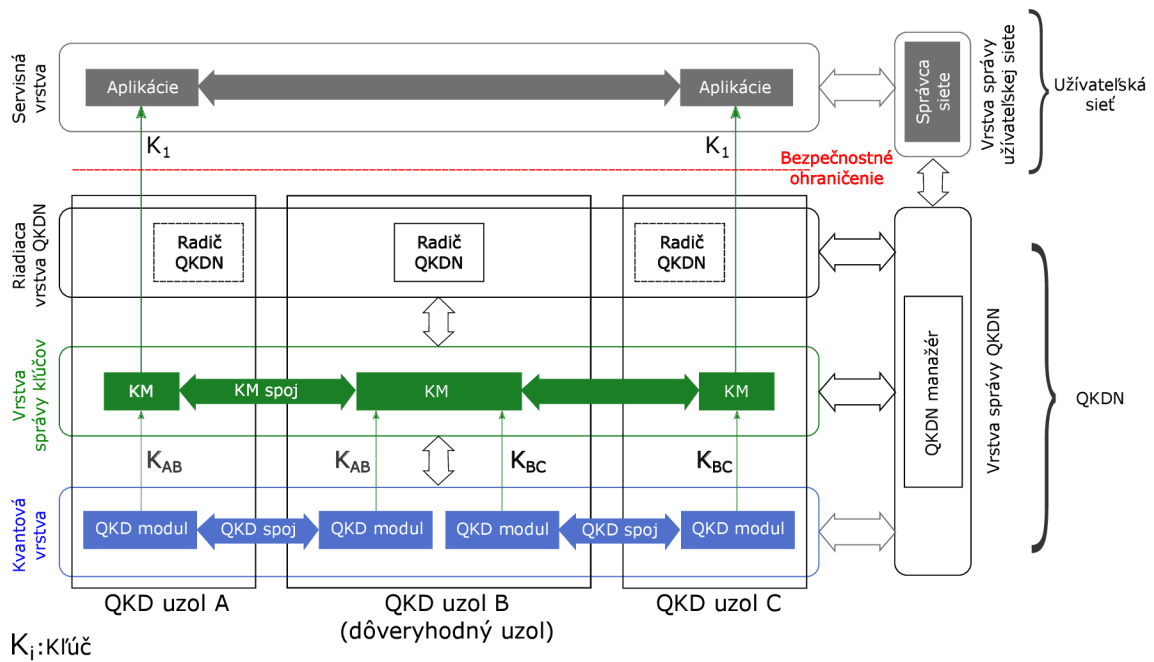 Servisná
vrstva
Aplikácie
Aplikácie
Správca
siete
Vrstva správy
užívateľskej siete
Užívateľská
sieť
K1
K1
Bezpečnostné
ohraničenie
Riadiaca
vrstva QKDN
Radič
QKDN
Radič
QKDN
Radič
QKDN
Vrstva
správy kľúčov
KM
KM spoj
KM
KM
QKDN manažér
Vrstva správy QKDN
QKDN
KAB
KAB
KBC
KBC
Kvantová
vrstva
QKD modul
QKD spoj
QKD modul
QKD modul
QKD spoj
QKD modul
QKD uzol A
QKD uzol B
(dôveryhodný uzol)
QKD uzol C
Ki:Kľúč